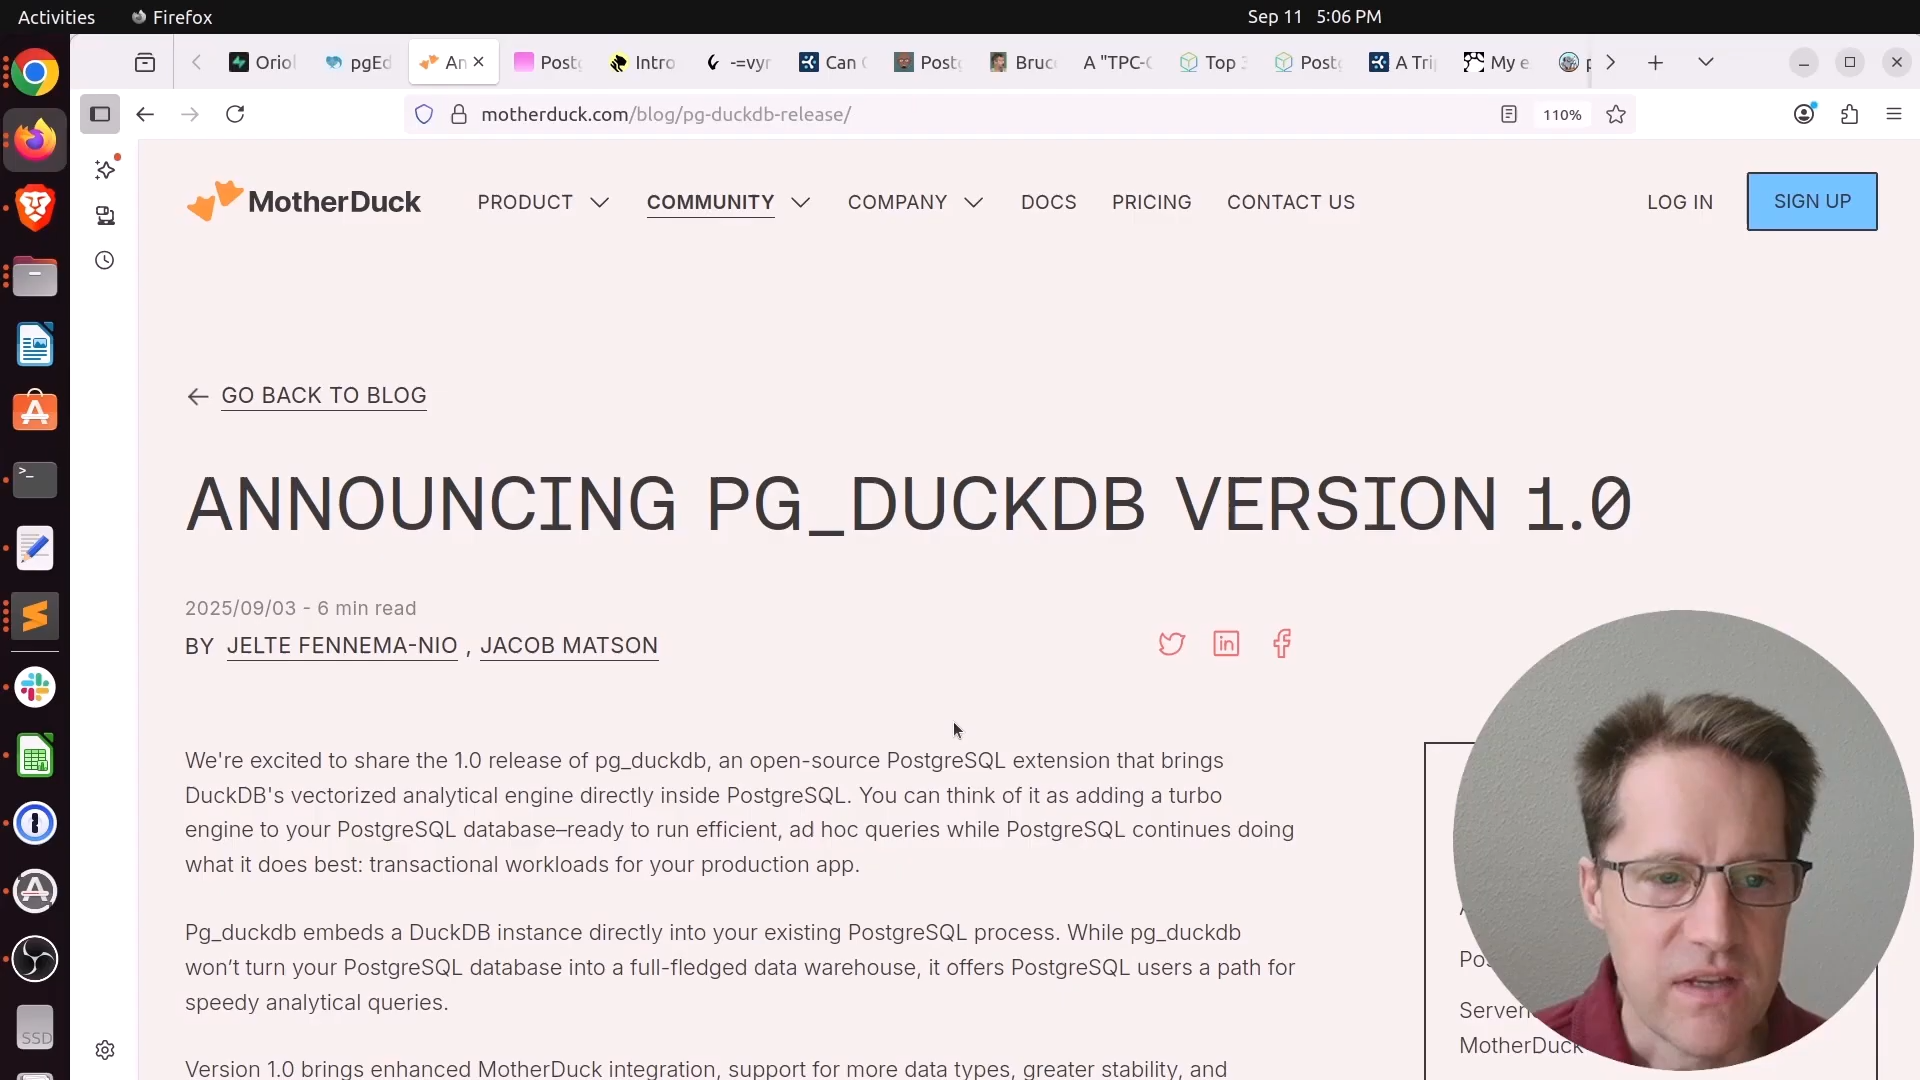 Activities
Firefox
Sep 11 5:06 PM
Oriol
pgEd
An
Postg
Intro
-=vyr
Can
Postg
Bruc
A "TPC-C
Top 3
Postg
A Tri
My e
motherduck.com/blog/pg-duckdb-release/
110%
MotherDuck
PRODUCT
COMMUNITY
COMPANY
DOCS
PRICING
CONTACT US
LOG IN
SIGN UP
GO BACK TO BLOG
ANNOUNCING PG_DUCKDB VERSION 1.0
2025/09/03 - 6 min read
BY JELTE FENNEMA-NIO , JACOB MATSON
We're excited to share the 1.0 release of pg_duckdb, an open-source PostgreSQL extension that brings
DuckDB's vectorized analytical engine directly inside PostgreSQL. You can think of it as adding a turbo
engine to your PostgreSQL database–ready to run efficient, ad hoc queries while PostgreSQL continues doing
what it does best: transactional workloads for your production app.
Pg_duckdb embeds a DuckDB instance directly into your existing PostgreSQL process. While pg_duckdb
won’t turn your PostgreSQL database into a full-fledged data warehouse, it offers PostgreSQL users a path for
speedy analytical queries.
Version 1.0 brings enhanced MotherDuck integration, support for more data types, greater stability, and
MotherDuck
SSD